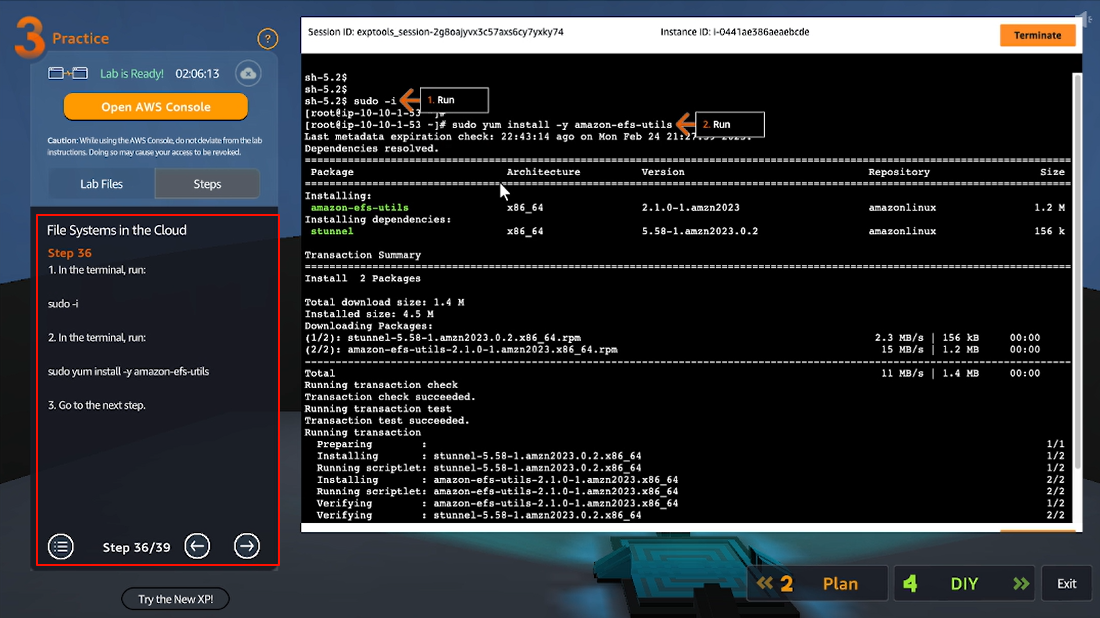 3 Practice
?
Lab is Ready! 02:06:13
Open AWS Console
Caution: While using the AWS Console, do not deviate from the lab
instructions. Doing so may cause your access to be revoked.
Lab Files Steps
File Systems in the Cloud
Step 36
1. In the terminal, run:
sudo -i
2. In the terminal, run:
sudo yum install -y amazon-efs-utils
3. Go to the next step.
Step 36/39
Try the New XP!
Session ID: exptools_session-2g8oajyvx3c57axs6cy7yxky74 Instance ID: i-0441ae386aeaebcde Terminate
sh-5.2$
sh-5.2$
sh-5.2$ sudo -i
1. Run
[root@ip-10-10-1-53 ~]#
[root@ip-10-10-1-53 ~]# sudo yum install -y amazon-efs-utils
2. Run
Last metadata expiration check: 22:43:14 ago on Mon Feb 24
Dependencies resolved.
Package Architecture Version Repository Size
Installing:
amazon-efs-utils x86_64 2.1.0-1.amzn2023 amazonlinux 1.2 M
Installing dependencies:
stunnel x86_64 5.58-1.amzn2023.0.2 amazonlinux 156 k
Transaction Summary
Install 2 Packages
Total download size: 1.4 M
Installed size: 4.5 M
Downloading Packages:
(1/2): stunnel-5.58-1.amzn2023.0.2.x86_64.rpm 2.3 MB/s | 156 kB 00:00
(2/2): amazon-efs-utils-2.1.0-1.amzn2023.x86_64.rpm 15 MB/s | 1.2 MB 00:00
Total 11 MB/s | 1.4 MB 00:00
Running transaction check
Transaction check succeeded.
Running transaction test
Transaction test succeeded.
Running transaction
Preparing : 1/1
Installing : stunnel-5.58-1.amzn2023.0.2.x86_64 1/2
Running scriptlet: stunnel-5.58-1.amzn2023.0.2.x86_64 1/2
Installing : amazon-efs-utils-2.1.0-1.amzn2023.x86_64 2/2
Running scriptlet: amazon-efs-utils-2.1.0-1.amzn2023.x86_64 2/2
Verifying : amazon-efs-utils-2.1.0-1.amzn2023.x86_64 1/2
Verifying : stunnel-5.58-1.amzn2023.0.2.x86_64 2/2
2 Plan
4 DIY
Exit